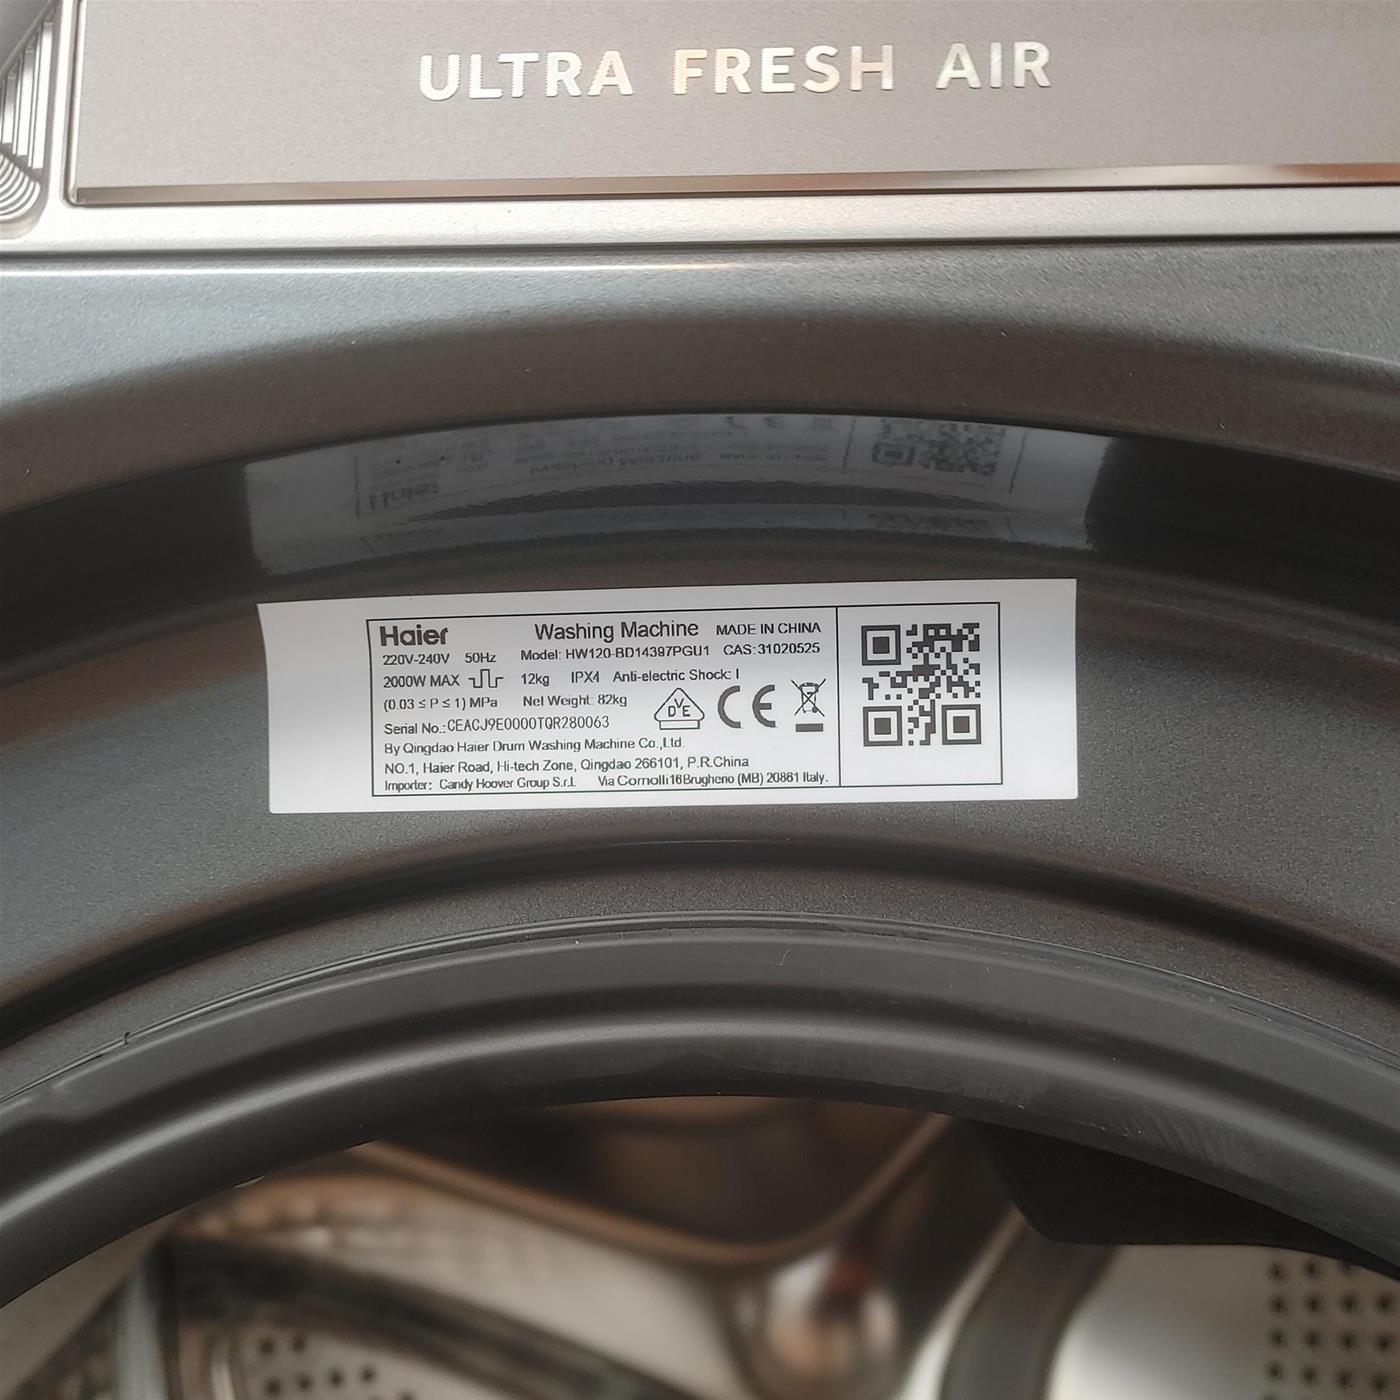 ULTRA FRESH AIR
Haier Washing Machine MADE IN CHINA
220V-240V 50Hz Model: HW120-BD14397PGU1 CAS: 31020525
2000W MAX 12kg IPX4 Anti-electric Shock: I
(0.03 ≤ P ≤ 1) MPa Net Weight: 82kg
DVE CE
Serial No.:CEACJ9E0000TQR280063
By Qingdao Haier Drum Washing Machine Co.,Ltd.
NO.1, Haier Road, Hi-tech Zone, Qingdao 266101, P.R.China
Importer: Candy Hoover Group S.r.l. Via Comolli16Brugherio (MB) 20861 Italy.